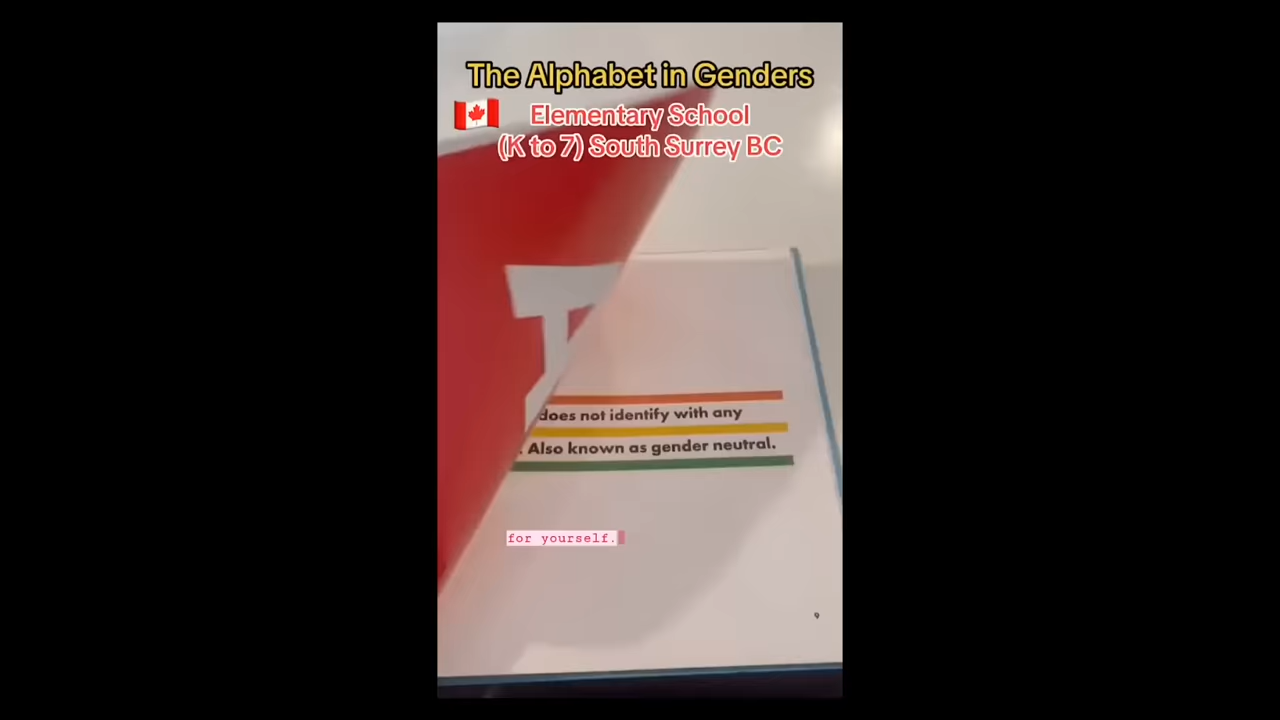 The Alphabet in Genders
Elementary School
(K to 7) South Surrey BC
does not identify with any
. Also known as gender neutral.
for yourself.
9